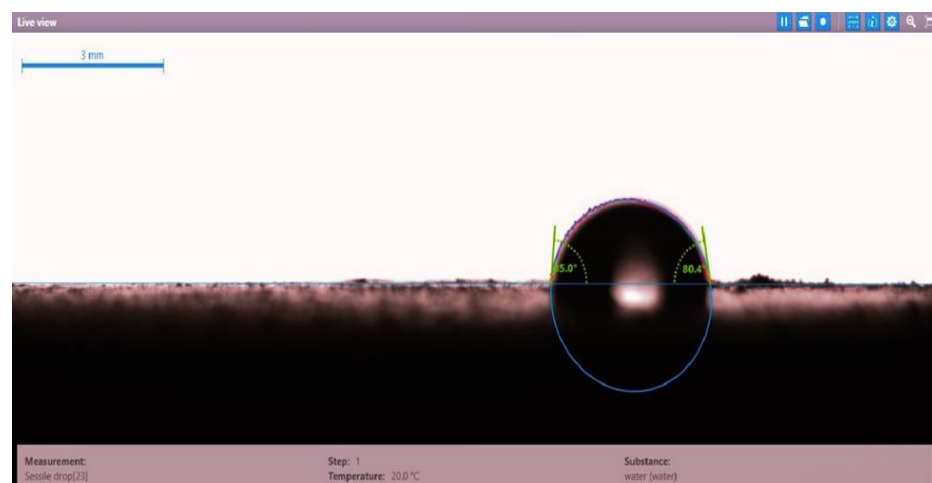 Live view
3 mm
85.0° 80.4°
Measurement: Step: 1 Substance:
Sessile drop[23] Temperature: 20.0 °C water (water)